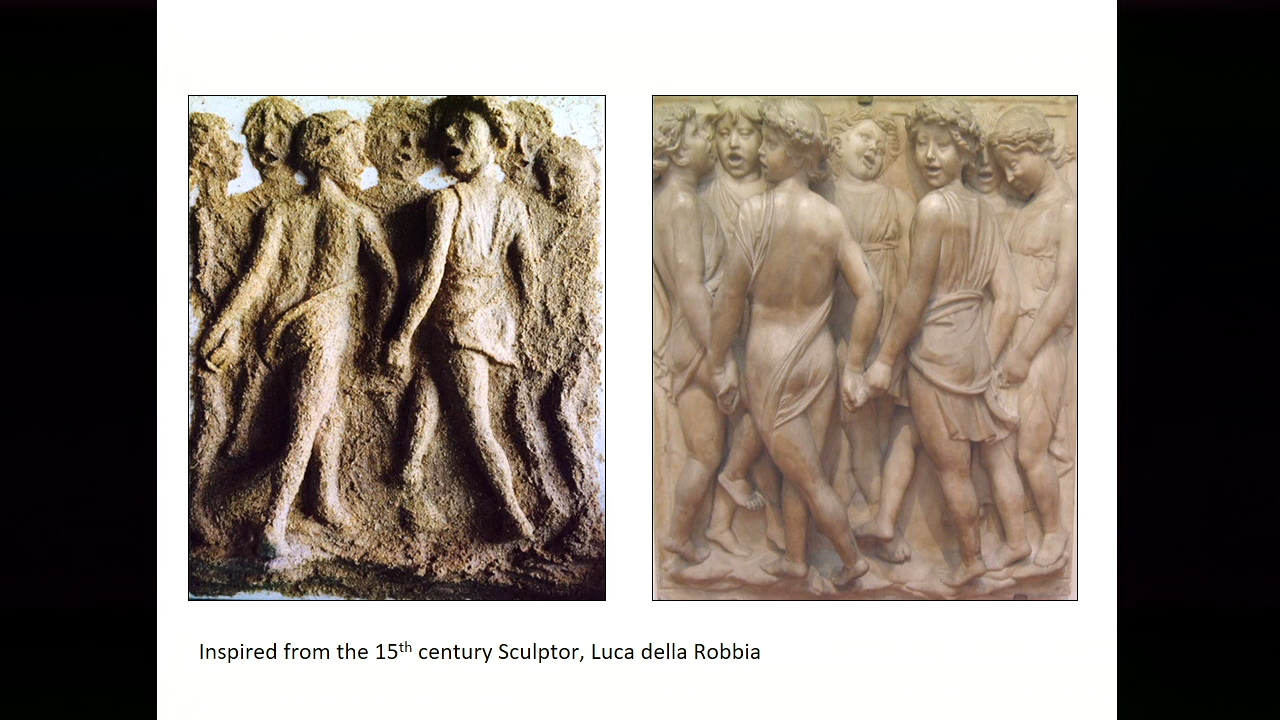 Inspired from the 15th century Sculptor, Luca della Robbia